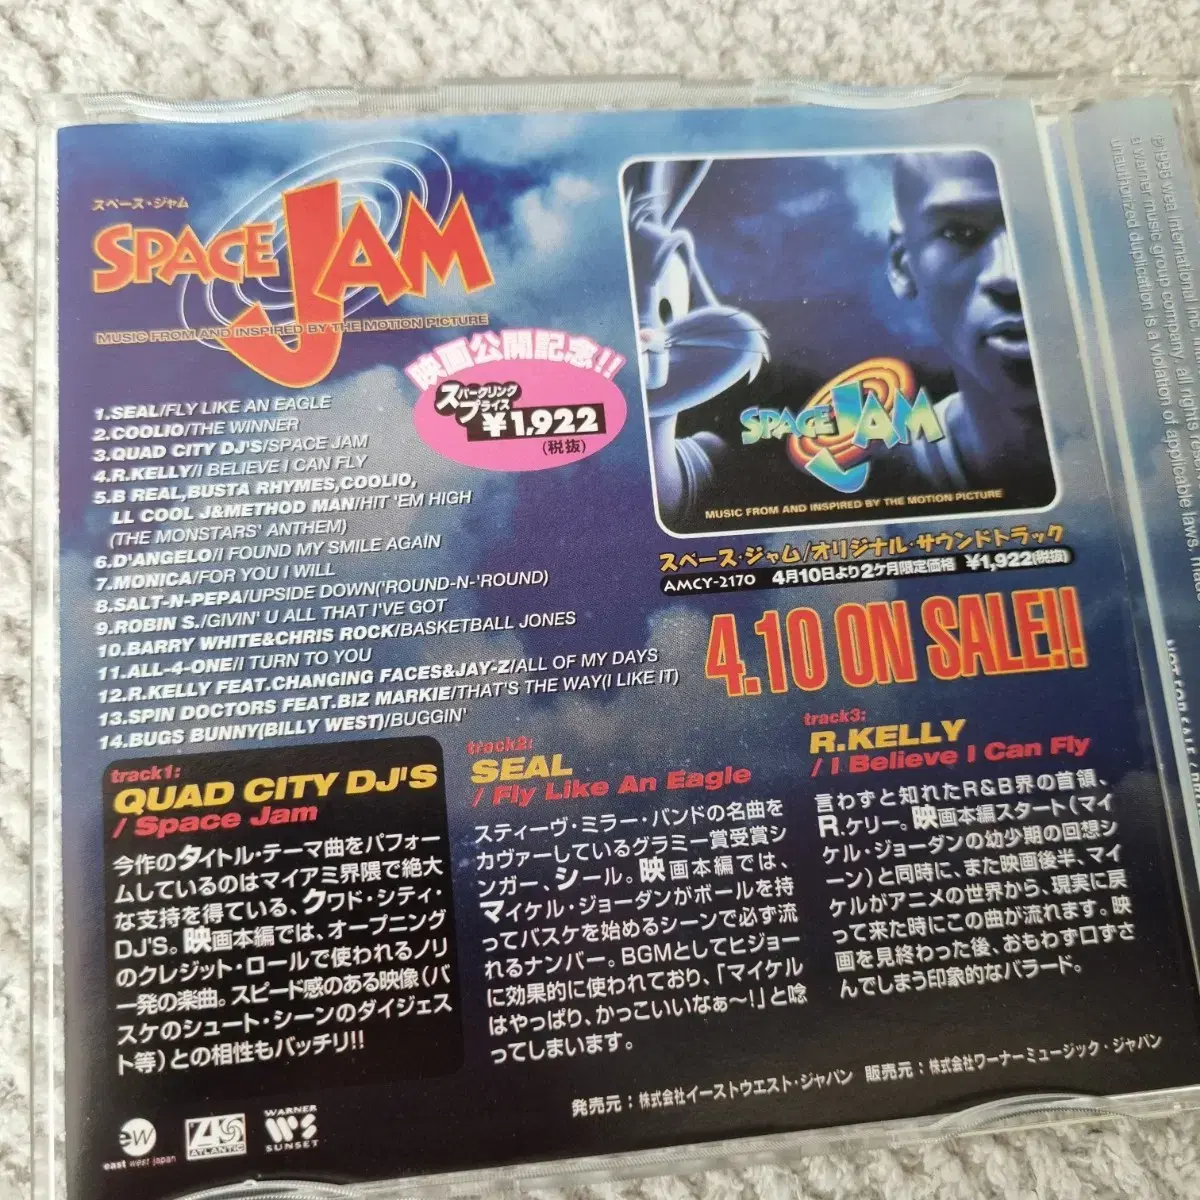 スペース・ジャム
SPACE JAM
MUSIC FROM AND INSPIRED BY THE MOTION PICTURE
映画公開記念!!
スパークリング
プライス
¥1,922
(税抜)
1.SEAL/FLY LIKE AN EAGLE
2.COOLIO/THE WINNER
3.QUAD CITY DJ'S/SPACE JAM
4.R.KELLY/I BELIEVE I CAN FLY
5.B REAL,BUSTA RHYMES,COOLIO,
LL COOL J&METHOD MAN/HIT 'EM HIGH
(THE MONSTARS' ANTHEM)
6.D'ANGELO/I FOUND MY SMILE AGAIN
7.MONICA/FOR YOU I WILL
8.SALT-N-PEPA/UPSIDE DOWN('ROUND-N-'ROUND)
9.ROBIN S./GIVIN' U ALL THAT I'VE GOT
10.BARRY WHITE&CHRIS ROCK/BASKETBALL JONES
11.ALL-4-ONE/I TURN TO YOU
12.R.KELLY FEAT.CHANGING FACES&JAY-Z/ALL OF MY DAYS
13.SPIN DOCTORS FEAT.BIZ MARKIE/THAT'S THE WAY(I LIKE IT)
14.BUGS BUNNY(BILLY WEST)/BUGGIN'
SPACE JAM
MUSIC FROM AND INSPIRED BY THE MOTION PICTURE
スペース・ジャム/オリジナル・サウンドトラック
AMCY-2170 4月10日より2ケ月限定価格 ¥1,922(税抜)
4.10 ON SALE!!
track1:
QUAD CITY DJ'S
/ Space Jam
今作のタイトル・テーマ曲をパフォー
ムしているのはマイアミ界隈で絶大
な支持を得ている、クワド・シティ・
DJ'S。映画本編では、オープニング
のクレジット・ロールで使われるノリ
一発の楽曲。スピード感のある映像(バ
スケのシュート・シーンのダイジェス
ト等)との相性もバッチリ!!
track2:
SEAL
/ Fly Like An Eagle
スティーヴ・ミラー・バンドの名曲を
カヴァーしているグラミー賞受賞シ
ンガー、シール。映画本編では、
マイケル・ジョーダンがボールを持
ってバスケを始めるシーンで必ず流
れるナンバー。BGMとしてヒジョー
に効果的に使われており、「マイケル
はやっぱり、かっこいいなぁ〜!」と唸
ってしまいます。
track3:
R.KELLY
/ I Believe I Can Fly
言わずと知れたR&B界の首領、
R.ケリー。映画本編スタート(マイ
ケル・ジョーダンの幼少期の回想シ
ーン)と同時に、また映画後半、マイ
ケルがアニメの世界から、現実に戻
って来た時にこの曲が流れます。映
画を見終わった後、おもわず口ずさ
んでしまう印象的なバラード。
発売元：株式会社イーストウエスト・ジャパン 販売元：株式会社ワーナーミュージック・ジャパン
ew
east west japan
ATLANTIC
WARNER
SUNSET
a warner music group company. all rights
unauthorized duplication is a violation of applicable laws.